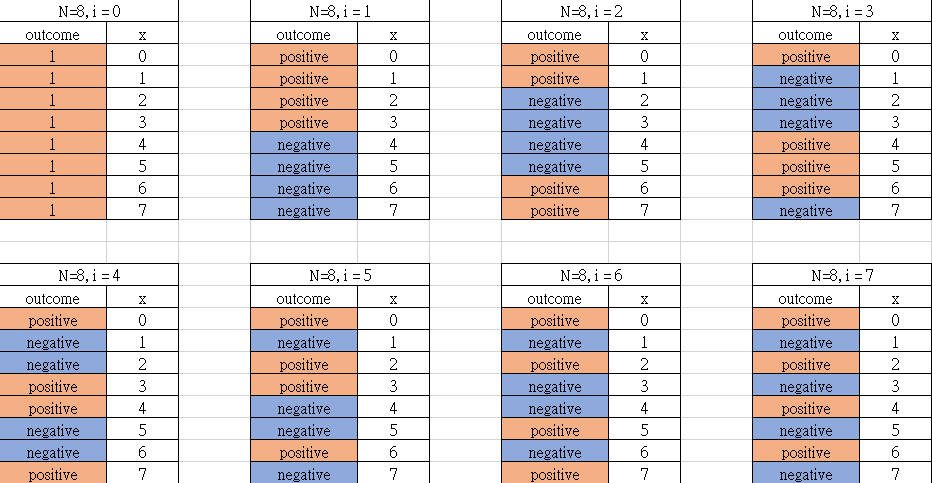 N=8, i = 0 N=8, i = 1 N=8, i = 2 N=8, i = 3
outcome x outcome x outcome x outcome x
1 0 positive 0 positive 0 positive 0
1 1 positive 1 positive 1 negative 1
1 2 positive 2 negative 2 negative 2
1 3 positive 3 negative 3 negative 3
1 4 negative 4 negative 4 positive 4
1 5 negative 5 negative 5 positive 5
1 6 negative 6 positive 6 positive 6
1 7 negative 7 positive 7 negative 7
N=8, i = 4 N=8, i = 5 N=8, i = 6 N=8, i = 7
outcome x outcome x outcome x outcome x
positive 0 positive 0 positive 0 positive 0
negative 1 negative 1 negative 1 negative 1
negative 2 positive 2 positive 2 positive 2
positive 3 positive 3 negative 3 negative 3
positive 4 negative 4 negative 4 positive 4
negative 5 negative 5 positive 5 negative 5
negative 6 positive 6 negative 6 positive 6
positive 7 negative 7 positive 7 negative 7